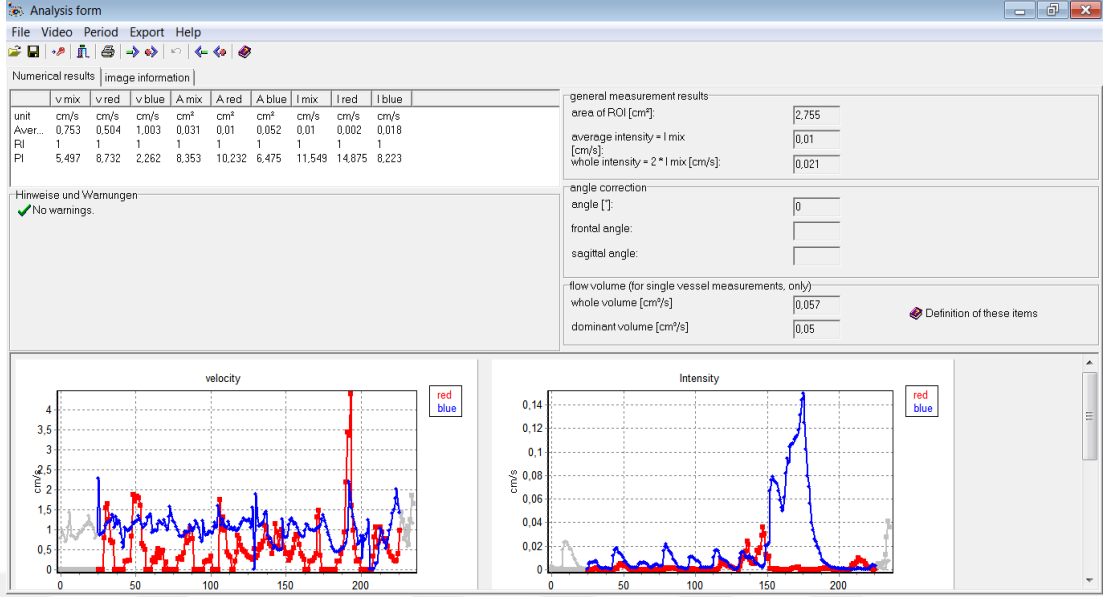 Analysis form
File Video Period Export Help
Numerical results image information
v mix v red v blue A mix A red A blue I mix I red I blue
unit cm/s cm/s cm/s cm² cm² cm² cm/s cm/s cm/s
Aver... 0,753 0,504 1,003 0,031 0,01 0,052 0,01 0,002 0,018
RI 1 1 1 1 1 1 1 1 1
PI 5,497 8,732 2,262 8,353 10,232 6,475 11,549 14,875 8,223
Hinweise und Warnungen
No warnings.
general measurement results
area of ROI [cm²]: 2,755
average intensity = I mix
[cm/s]: 0,01
whole intensity = 2 * I mix [cm/s]: 0,021
angle correction
angle [°]: 0
frontal angle:
sagittal angle:
flow volume (for single vessel measurements, only)
whole volume [cm³/s] 0,057
dominant volume [cm³/s] 0,05
Definition of these items
velocity
red
blue
4
3,5
3
2,5
2
1,5
1
0,5
0
cm/s
0 50 100 150 200
Intensity
red
blue
0,14
0,12
0,1
0,08
0,06
0,04
0,02
0
cm/s
0 50 100 150 200